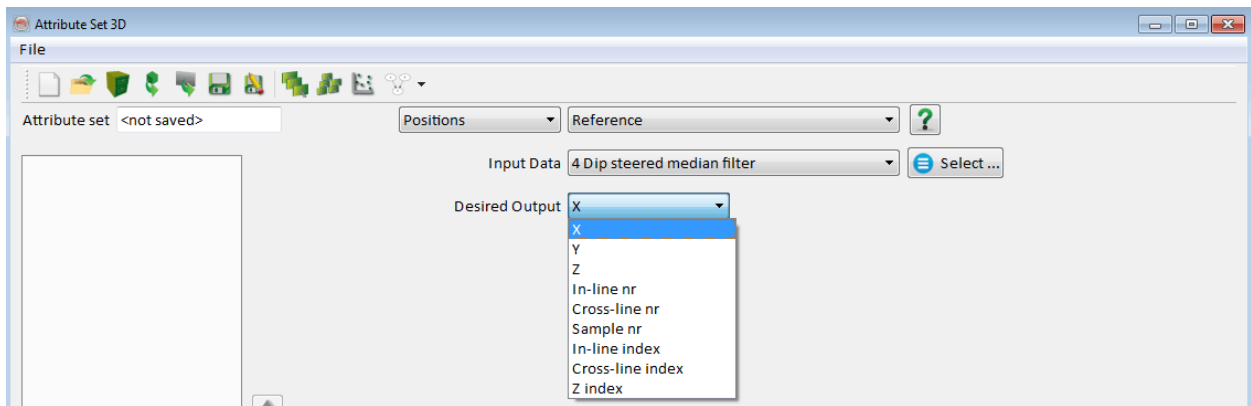 Attribute Set 3D
File
Attribute set <not saved> Positions Reference ?
Input Data 4 Dip steered median filter Select ...
Desired Output X
X
Y
Z
In-line nr
Cross-line nr
Sample nr
In-line index
Cross-line index
Z index